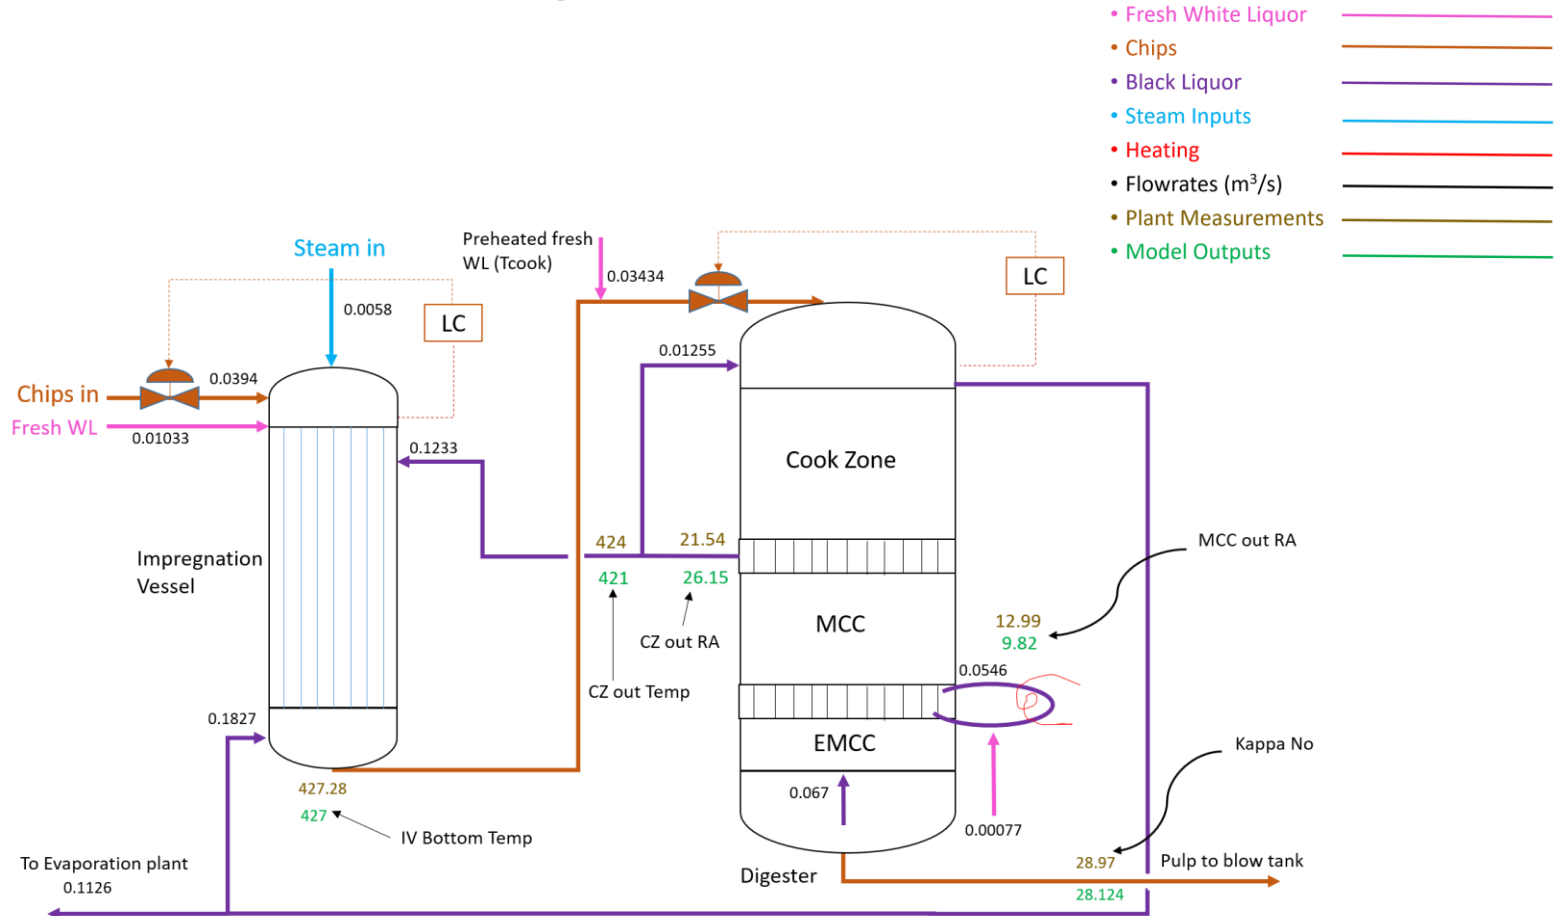 • Fresh White Liquor
• Chips
• Black Liquor
• Steam Inputs
• Heating
• Flowrates (m³/s)
• Plant Measurements
• Model Outputs
Steam in
0.0058
LC
Chips in
0.0394
Fresh WL
0.01033
0.1233
Impregnation
Vessel
0.1827
427.28
427
IV Bottom Temp
To Evaporation plant
0.1126
Preheated fresh
WL (Tcook)
0.03434
LC
0.01255
Cook Zone
424
21.54
421
26.15
CZ out RA
CZ out Temp
MCC
MCC out RA
12.99
9.82
0.0546
EMCC
0.067
0.00077
Kappa No
Digester
28.97
Pulp to blow tank
28.124